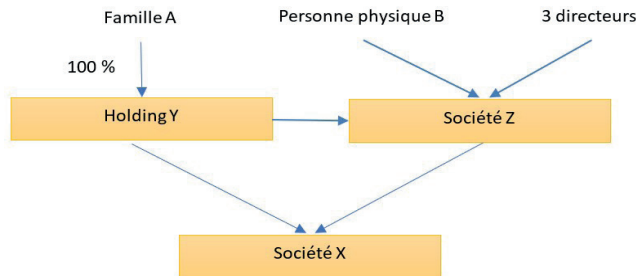 Famille A
Personne physique B
3 directeurs
100 %
Holding Y
Société Z
Société X